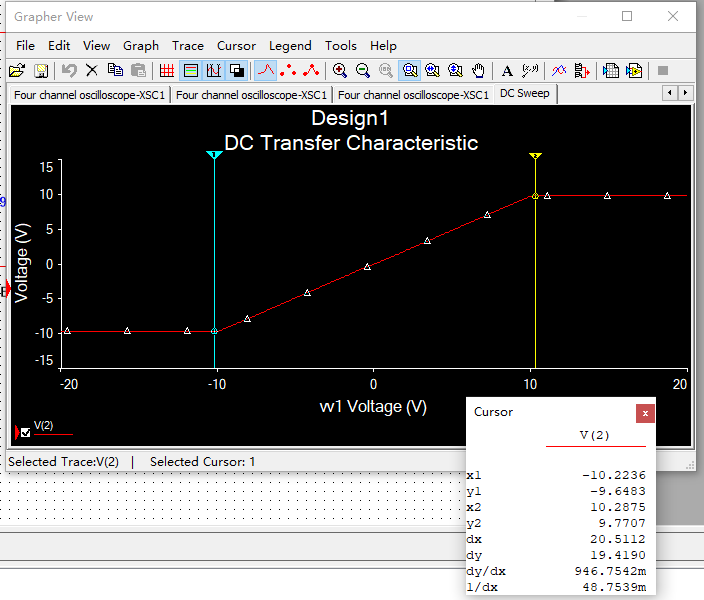 Grapher View
File Edit View Graph Trace Cursor Legend Tools Help
A
Four channel oscilloscope-XSC1 Four channel oscilloscope-XSC1 Four channel oscilloscope-XSC1 DC Sweep
Design1
DC Transfer Characteristic
1
2
15
10
5
0
-5
-10
-15
Voltage (V)
-20 -10 0 10 20
vv1 Voltage (V)
V(2)
Selected Trace:V(2) | Selected Cursor: 1
Cursor
x
V(2)
x1 -10.2236
y1 -9.6483
x2 10.2875
y2 9.7707
dx 20.5112
dy 19.4190
dy/dx 946.7542m
1/dx 48.7539m